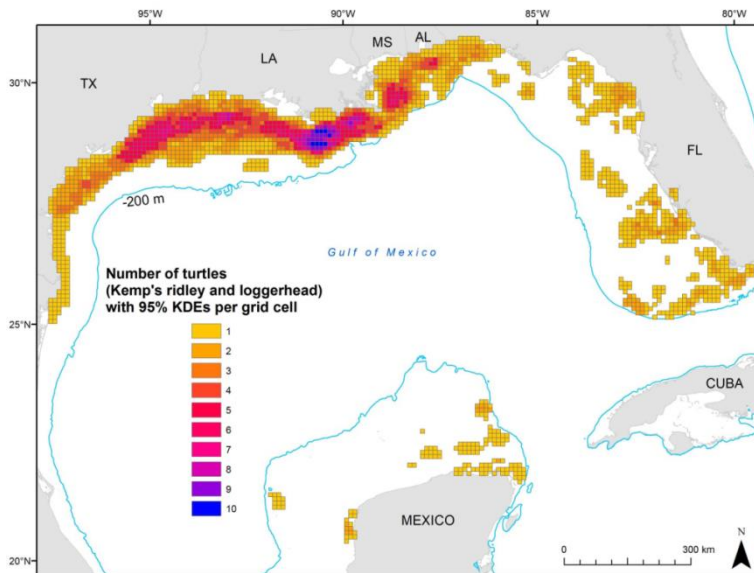 95°W 90°W 85°W 80°W
AL
MS
LA
30°N
TX
FL
-200 m
Gulf of Mexico
Number of turtles
(Kemp's ridley and loggerhead)
with 95% KDEs per grid cell
25°N
1
2
3
4
5
6
7
8
9
10
CUBA
MEXICO
20°N
0 300 km
N